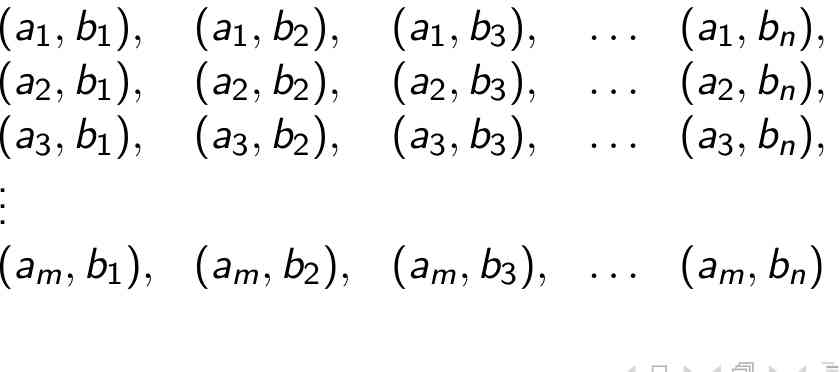 (a₁, b₁), (a₁, b₂), (a₁, b₃), … (a₁, bₙ),
(a₂, b₁), (a₂, b₂), (a₂, b₃), … (a₂, bₙ),
(a₃, b₁), (a₃, b₂), (a₃, b₃), … (a₃, bₙ),
⋮
(aₘ, b₁), (aₘ, b₂), (aₘ, b₃), … (aₘ, bₙ)